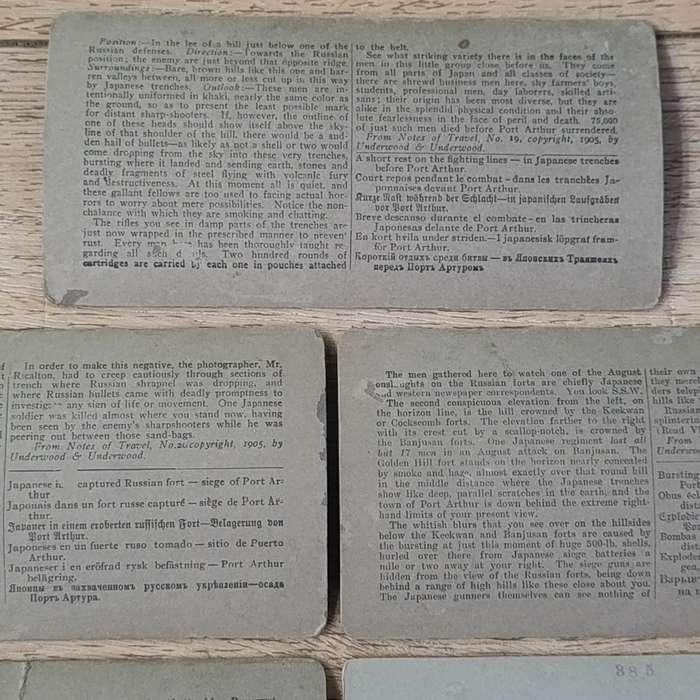 Position:—In the lee of a hill just below one of the
Russian defenses. Direction:—Towards the Russian
position; the enemy are just beyond that opposite ridge.
Surroundings:—Bare, brown hills like this one and bar-
ren valleys between, all more or less cut up in this way
by Japanese trenches. Outlook:—These men are in-
tentionally uniformed in khaki, nearly the same color as
the ground, so as to present the least possible mark
for distant sharp-shooters. If, however, the outline of
one of these heads should show itself above the sky-
line of that shoulder of the hill, there would be a sud-
den hail of bullets—as likely as not a shell or two would
come dropping from the sky into these very trenches,
bursting where it landed and sending earth, stones and
deadly fragments of steel flying with volcanic fury
and destructiveness. At this moment all is quiet, and
these gallant fellows are too used to facing actual hor-
rors to worry about mere possibilities. Notice the non-
chalance with which they are smoking and chatting.
The rifles you see in damp parts of the trenches are
just now wrapped in the prescribed manner to prevent
rust. Every man has been thoroughly taught re-
garding all such Two hundred rounds of
cartridges are carried by each one in pouches attached
to the belt.
See what striking variety there is in the faces of the
men in this little group close before us. They come
from all parts of Japan and all classes of society—
there are shrewd business men here, shy farmers' boys,
students, professional men, day laborers, skilled arti-
sans; their origin has been most diverse, but they are
alike in the splendid physical condition and their abso-
lute fearlessness in the face of peril and death. 75,000
of just such men died before Port Arthur surrendered.
From Notes of Travel, No. 19, copyright, 1905, by
Underwood & Underwood.
A short rest on the fighting lines — in Japanese trenches
before Port Arthur.
Court repos pendant le combat – dans les tranchées Ja-
ponnaises devant Port Arthur.
Kurze Rast während der Schlacht—in japanischen Laufgräben
vor Port Arthur.
Breve descanso durante el combate – en las trincheras
Japonesas delante de Port Arthur.
En kort hvila under striden.—I japanesisk löpgraf fram-
för Port Arthur.
Короткій отдыхъ среди битвы — въ Японскихъ Траншеяхъ
передъ Портъ Артуромъ
In order to make this negative, the photographer, Mr.
Ricalton, had to creep cautiously through sections of
trench where Russian shrapnel was dropping, and
where Russian bullets came with deadly promptness to
investigate any sign of life or movement. One Japanese
soldier was killed almost where you stand now, having
been seen by the enemy's sharpshooters while he was
peering out between those sand-bags.
From Notes of Travel, No. 20 copyright, 1905, by
Underwood & Underwood.
Japanese in captured Russian fort — siege of Port Ar-
thur
Japonais dans un fort russe capturé — siège de Port Ar-
thur.
Japaner in einem eroberten russischen Fort—Belagerung von
Port Arthur.
Japoneses en un fuerte ruso tomado — sitio de Puerto
Arthur.
Japaneser i en eröfrad rysk befästning — Port Arthur
belägring.
Японцы въ захваченномъ русскомъ укрѣпленіи—осада
Портъ Артура.
The men gathered here to watch one of the August
onslaughts on the Russian forts are chiefly Japanese
and western newspaper correspondents. You look S.S.W.
The second conspicuous elevation from the left, on
the horizon line, is the hill crowned by the Keekwan
or Cockscomb forts. The elevation farther to the right
with its crest cut by a scallop-notch, is crowned by
the Banjusan forts. One Japanese regiment lost all
but 17 men in an August attack on Banjusan. The
Golden Hill fort stands on the horizon nearly concealed
by smoke and haze, almost exactly over that round hill
in the middle distance where the Japanese trenches
show like deep, parallel scratches in the earth, and the
town of Port Arthur is down behind the extreme right-
hand limits of your present view.
The whitish blurs that you see over on the hillsides
below the Keekwan and Banjusan forts are caused by
the bursting at just this moment of huge 500-lb. shells,
hurled over there from Japanese siege batteries a
mile or two away at your right. The siege guns are
hidden from the view of the Russian forts, being down
behind a range of high hills like these close about you.
The Japanese gunners themselves can see nothing of
their own
they merely
ders telep
hills like
Russian
splintering
(Read V
From
Underwo
Bursting
Port
Obus éc
dist
Bombas
dis
Explode
gen,
Варыв
на п
385